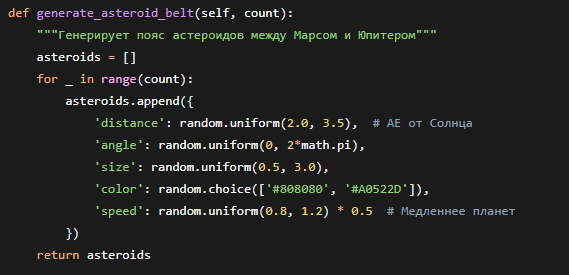 def generate_asteroid_belt(self, count):
    """Генерирует пояс астероидов между Марсом и Юпитером"""
    asteroids = []
    for _ in range(count):
        asteroids.append({
            'distance': random.uniform(2.0, 3.5),  # АЕ от Солнца
            'angle': random.uniform(0, 2*math.pi),
            'size': random.uniform(0.5, 3.0),
            'color': random.choice(['#808080', '#A0522D']),
            'speed': random.uniform(0.8, 1.2) * 0.5  # Медленнее планет
        })
    return asteroids